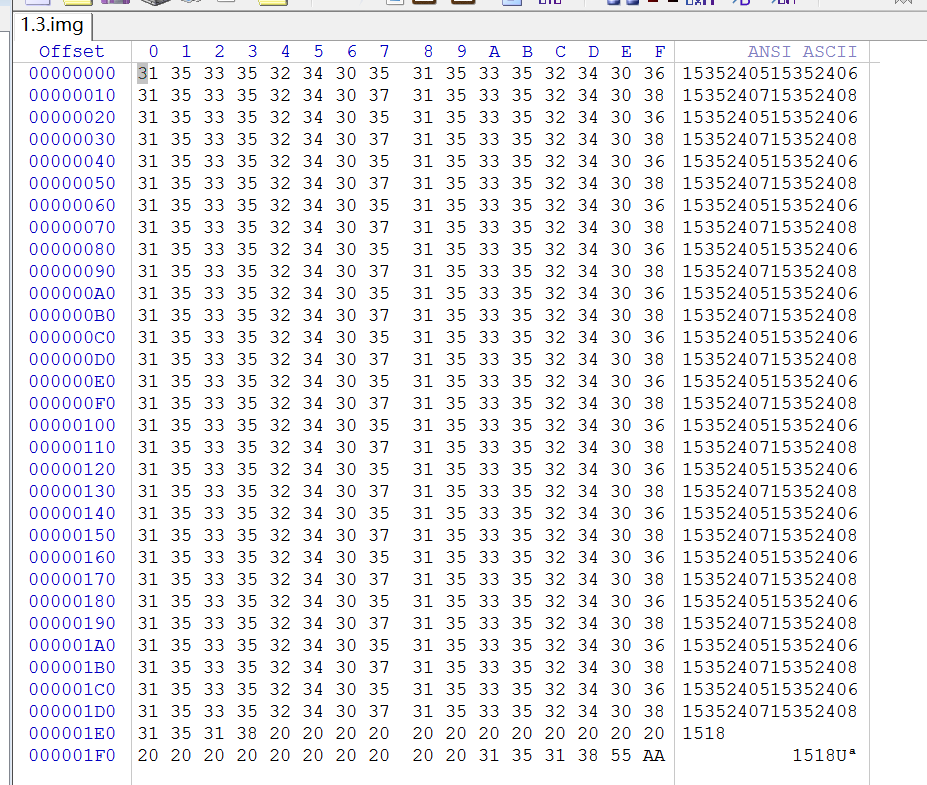 1.3.img
Offset 0 1 2 3 4 5 6 7 8 9 A B C D E F ANSI ASCII
00000000 31 35 33 35 32 34 30 35 31 35 33 35 32 34 30 36 1535240515352406
00000010 31 35 33 35 32 34 30 37 31 35 33 35 32 34 30 38 1535240715352408
00000020 31 35 33 35 32 34 30 35 31 35 33 35 32 34 30 36 1535240515352406
00000030 31 35 33 35 32 34 30 37 31 35 33 35 32 34 30 38 1535240715352408
00000040 31 35 33 35 32 34 30 35 31 35 33 35 32 34 30 36 1535240515352406
00000050 31 35 33 35 32 34 30 37 31 35 33 35 32 34 30 38 1535240715352408
00000060 31 35 33 35 32 34 30 35 31 35 33 35 32 34 30 36 1535240515352406
00000070 31 35 33 35 32 34 30 37 31 35 33 35 32 34 30 38 1535240715352408
00000080 31 35 33 35 32 34 30 35 31 35 33 35 32 34 30 36 1535240515352406
00000090 31 35 33 35 32 34 30 37 31 35 33 35 32 34 30 38 1535240715352408
000000A0 31 35 33 35 32 34 30 35 31 35 33 35 32 34 30 36 1535240515352406
000000B0 31 35 33 35 32 34 30 37 31 35 33 35 32 34 30 38 1535240715352408
000000C0 31 35 33 35 32 34 30 35 31 35 33 35 32 34 30 36 1535240515352406
000000D0 31 35 33 35 32 34 30 37 31 35 33 35 32 34 30 38 1535240715352408
000000E0 31 35 33 35 32 34 30 35 31 35 33 35 32 34 30 36 1535240515352406
000000F0 31 35 33 35 32 34 30 37 31 35 33 35 32 34 30 38 1535240715352408
00000100 31 35 33 35 32 34 30 35 31 35 33 35 32 34 30 36 1535240515352406
00000110 31 35 33 35 32 34 30 37 31 35 33 35 32 34 30 38 1535240715352408
00000120 31 35 33 35 32 34 30 35 31 35 33 35 32 34 30 36 1535240515352406
00000130 31 35 33 35 32 34 30 37 31 35 33 35 32 34 30 38 1535240715352408
00000140 31 35 33 35 32 34 30 35 31 35 33 35 32 34 30 36 1535240515352406
00000150 31 35 33 35 32 34 30 37 31 35 33 35 32 34 30 38 1535240715352408
00000160 31 35 33 35 32 34 30 35 31 35 33 35 32 34 30 36 1535240515352406
00000170 31 35 33 35 32 34 30 37 31 35 33 35 32 34 30 38 1535240715352408
00000180 31 35 33 35 32 34 30 35 31 35 33 35 32 34 30 36 1535240515352406
00000190 31 35 33 35 32 34 30 37 31 35 33 35 32 34 30 38 1535240715352408
000001A0 31 35 33 35 32 34 30 35 31 35 33 35 32 34 30 36 1535240515352406
000001B0 31 35 33 35 32 34 30 37 31 35 33 35 32 34 30 38 1535240715352408
000001C0 31 35 33 35 32 34 30 35 31 35 33 35 32 34 30 36 1535240515352406
000001D0 31 35 33 35 32 34 30 37 31 35 33 35 32 34 30 38 1535240715352408
000001E0 31 35 31 38 20 20 20 20 20 20 20 20 20 20 20 20 1518
000001F0 20 20 20 20 20 20 20 20 20 20 31 35 31 38 55 AA 1518Uª